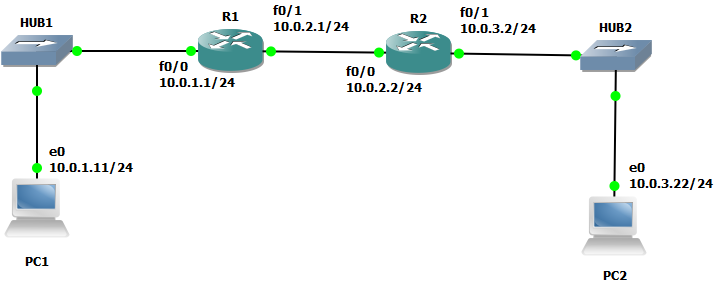 HUB1
R1
f0/1
10.0.2.1/24
R2
f0/1
10.0.3.2/24
HUB2
f0/0
10.0.1.1/24
f0/0
10.0.2.2/24
e0
10.0.1.11/24
e0
10.0.3.22/24
PC1
PC2